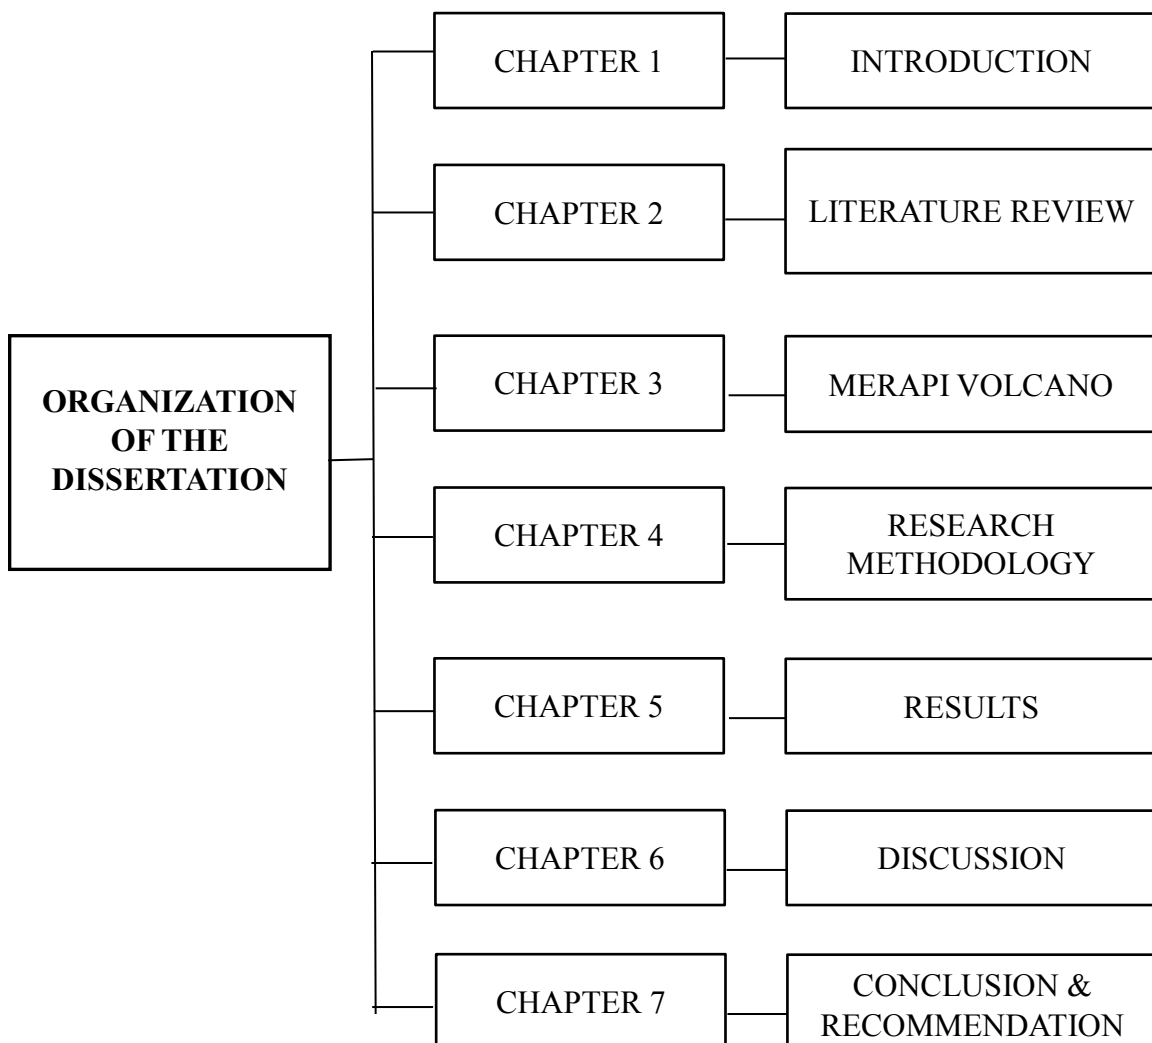 ORGANIZATION
OF THE
DISSERTATION
CHAPTER 1
INTRODUCTION
CHAPTER 2
LITERATURE REVIEW
CHAPTER 3
MERAPI VOLCANO
CHAPTER 4
RESEARCH
METHODOLOGY
CHAPTER 5
RESULTS
CHAPTER 6
DISCUSSION
CHAPTER 7
CONCLUSION &
RECOMMENDATION